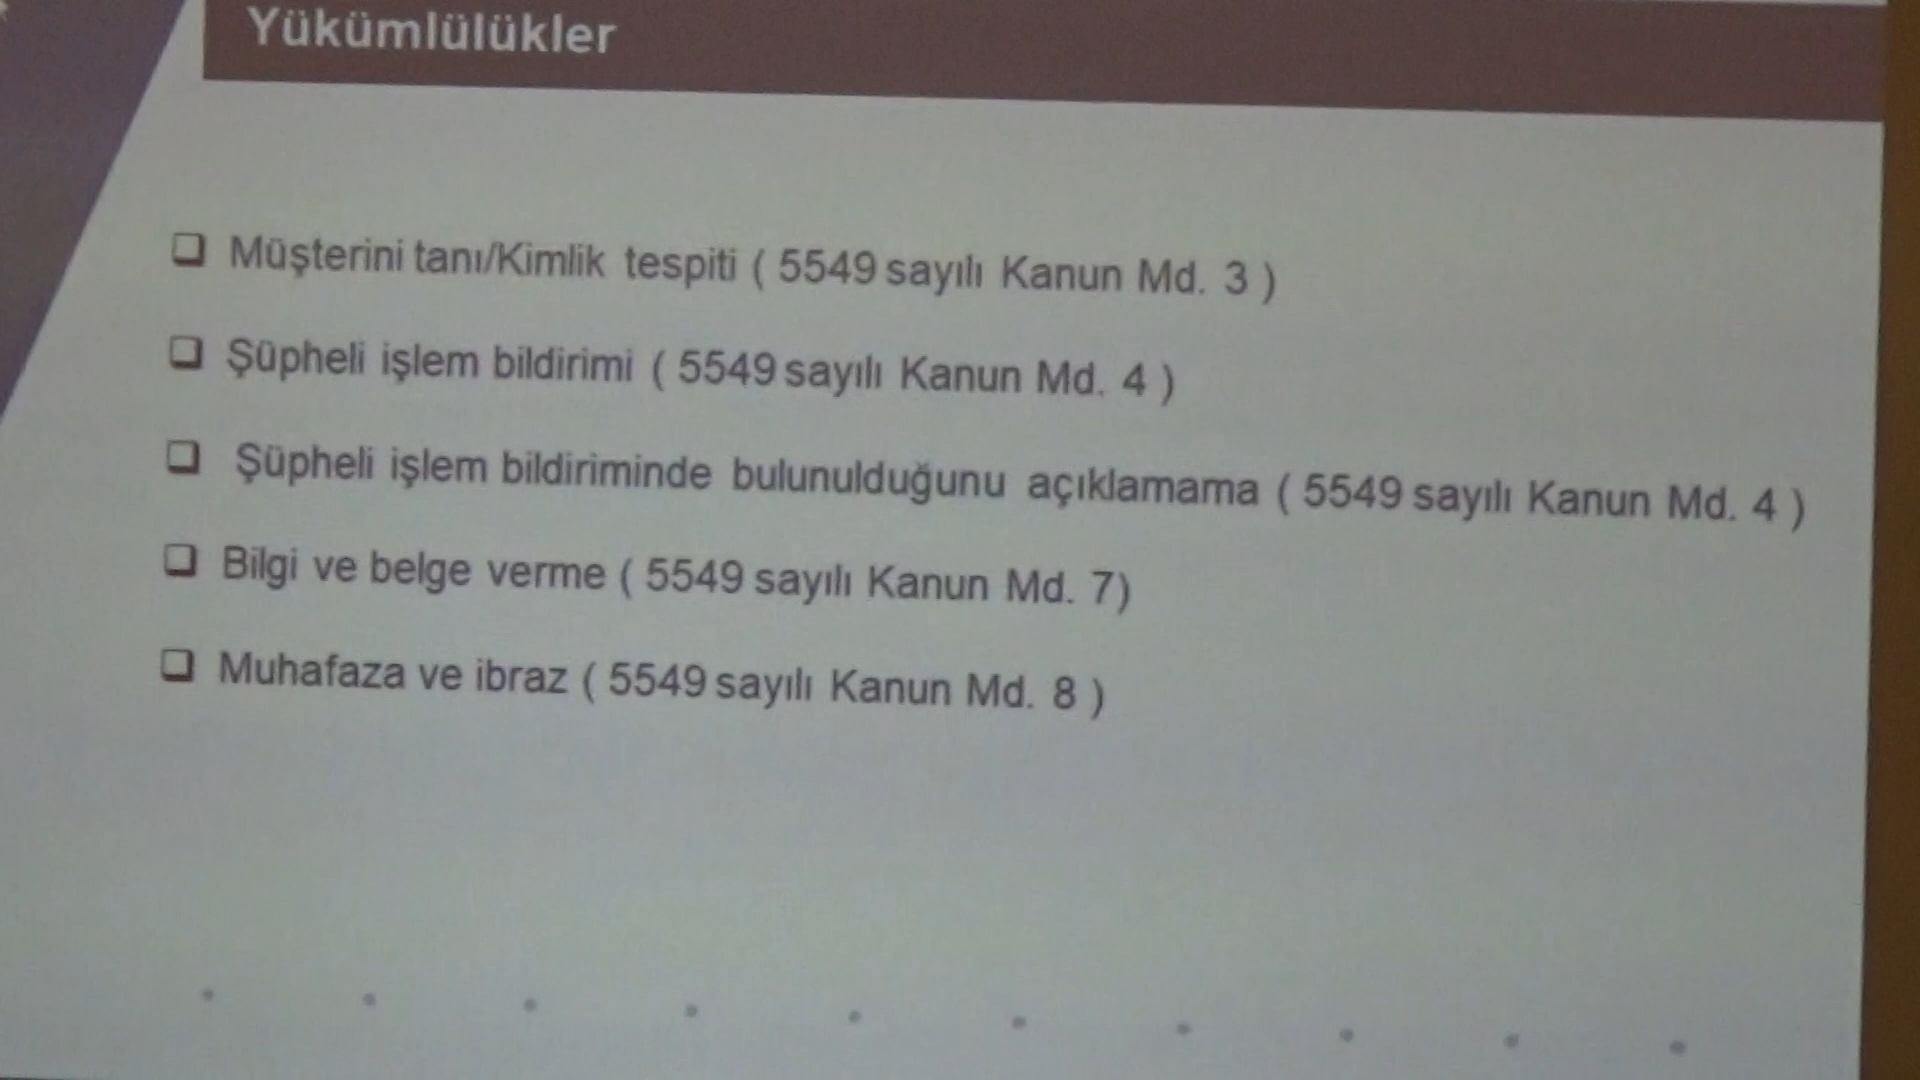 Yükümlülükler
Müşterini tanı/Kimlik tespiti ( 5549 sayılı Kanun Md. 3 )
Şüpheli işlem bildirimi ( 5549 sayılı Kanun Md. 4 )
Şüpheli işlem bildiriminde bulunulduğunu açıklamama ( 5549 sayılı Kanun Md. 4 )
Bilgi ve belge verme ( 5549 sayılı Kanun Md. 7)
Muhafaza ve ibraz ( 5549 sayılı Kanun Md. 8 )